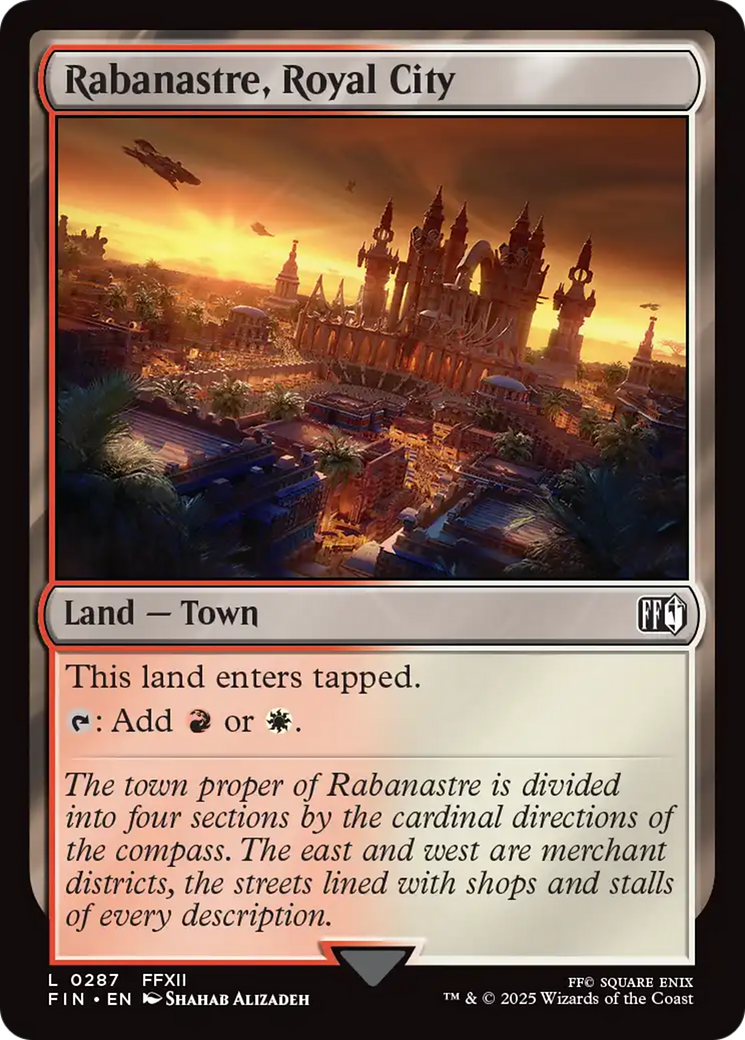 Rabanastre, Royal City
Land — Town
FF
This land enters tapped.
: Add or .
The town proper of Rabanastre is divided
into four sections by the cardinal directions of
the compass. The east and west are merchant
districts, the streets lined with shops and stalls
of every description.
L 0287 FFXII
FIN • EN Shahab Alizadeh
FF© SQUARE ENIX
™ & © 2025 Wizards of the Coast